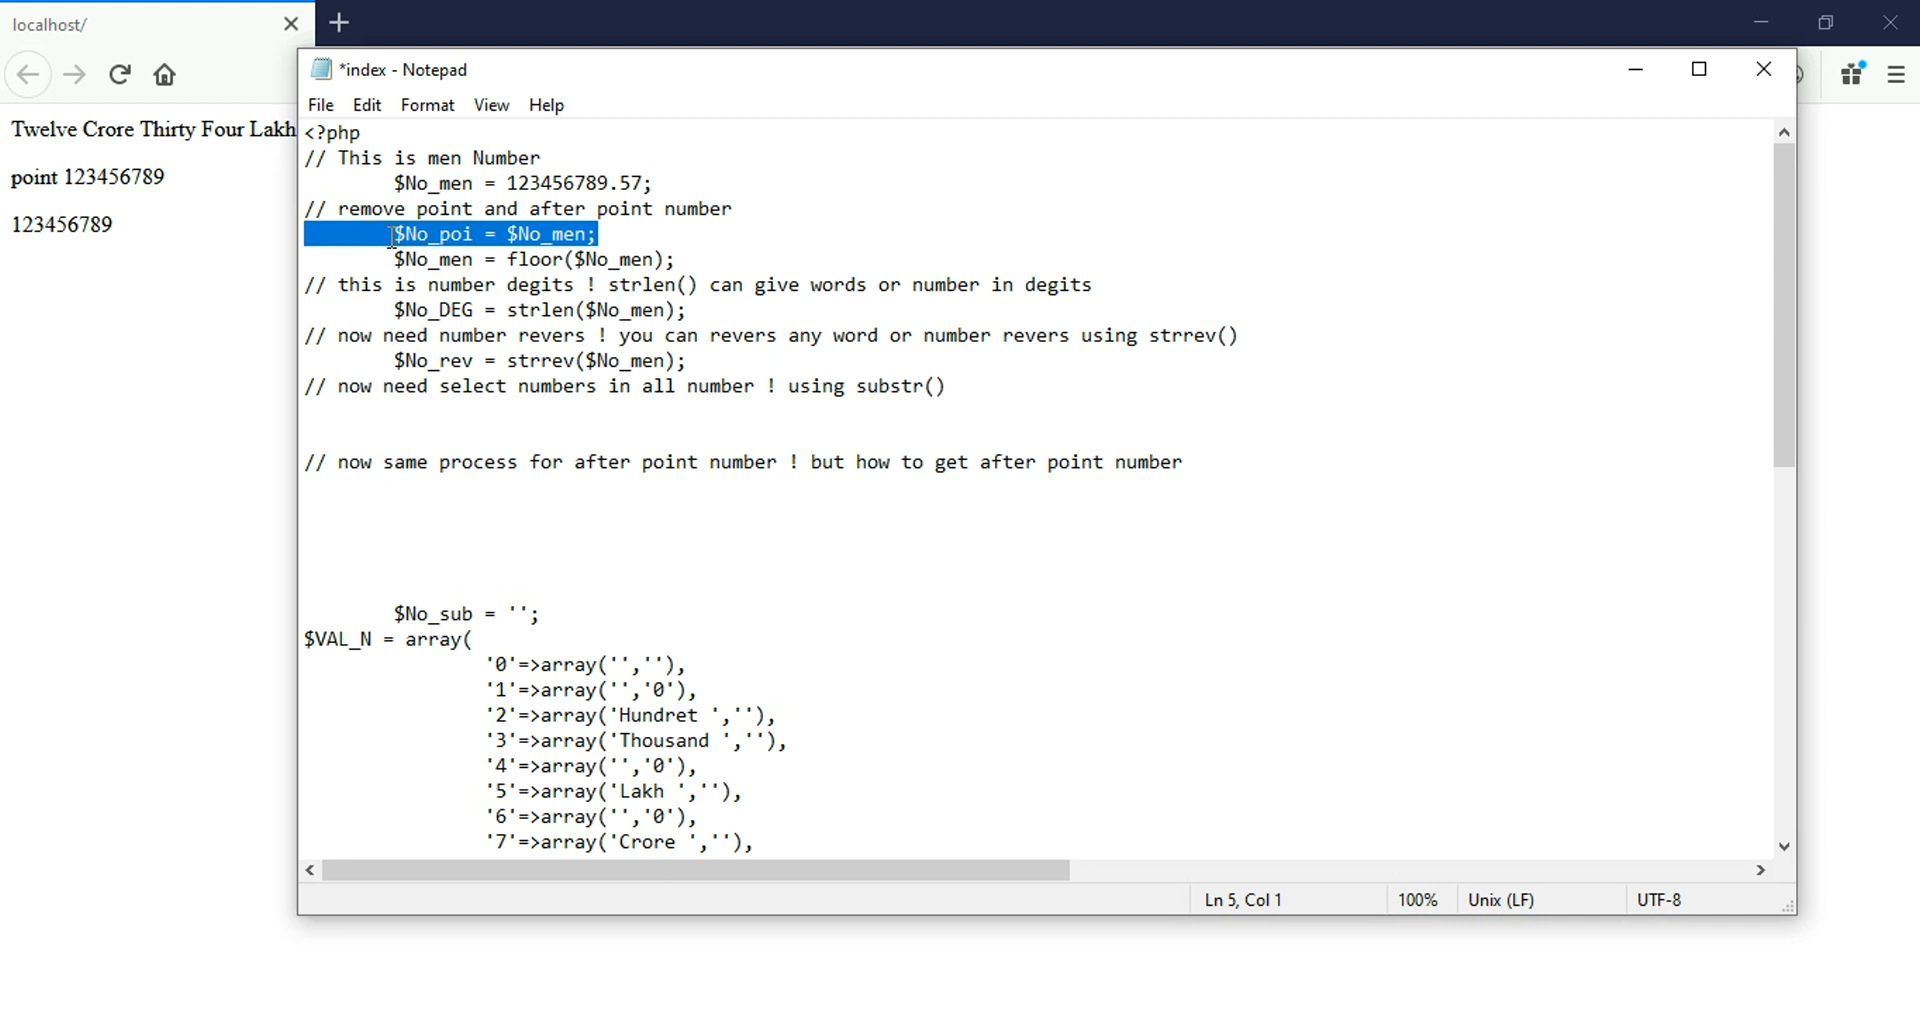 localhost/
*index - Notepad
File Edit Format View Help
Twelve Crore Thirty Four Lakh
point 123456789
123456789
<?php
// This is men Number
$No_men = 123456789.57;
// remove point and after point number
$No_poi = $No_men;
$No_men = floor($No_men);
// this is number degits ! strlen() can give words or number in degits
$No_DEG = strlen($No_men);
// now need number revers ! you can revers any word or number revers using strrev()
$No_rev = strrev($No_men);
// now need select numbers in all number ! using substr()
// now same process for after point number ! but how to get after point number
$No_sub = '';
$VAL_N = array(
'0'=>array('',''),
'1'=>array('','0'),
'2'=>array('Hundret ',''),
'3'=>array('Thousand ',''),
'4'=>array('','0'),
'5'=>array('Lakh ',''),
'6'=>array('','0'),
'7'=>array('Crore ',''),
Ln 5, Col 1 100% Unix (LF) UTF-8